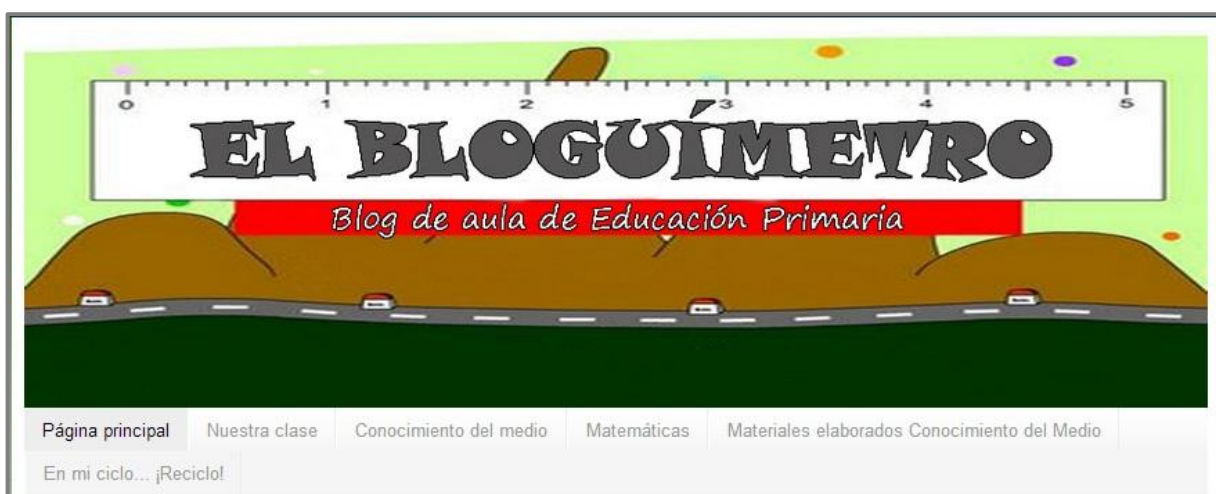 0 1 2 3 4 5
EL BLOGUÍMETRO
Blog de aula de Educación Primaria
Página principal Nuestra clase Conocimiento del medio Matemáticas Materiales elaborados Conocimiento del Medio
En mi ciclo... ¡Reciclo!